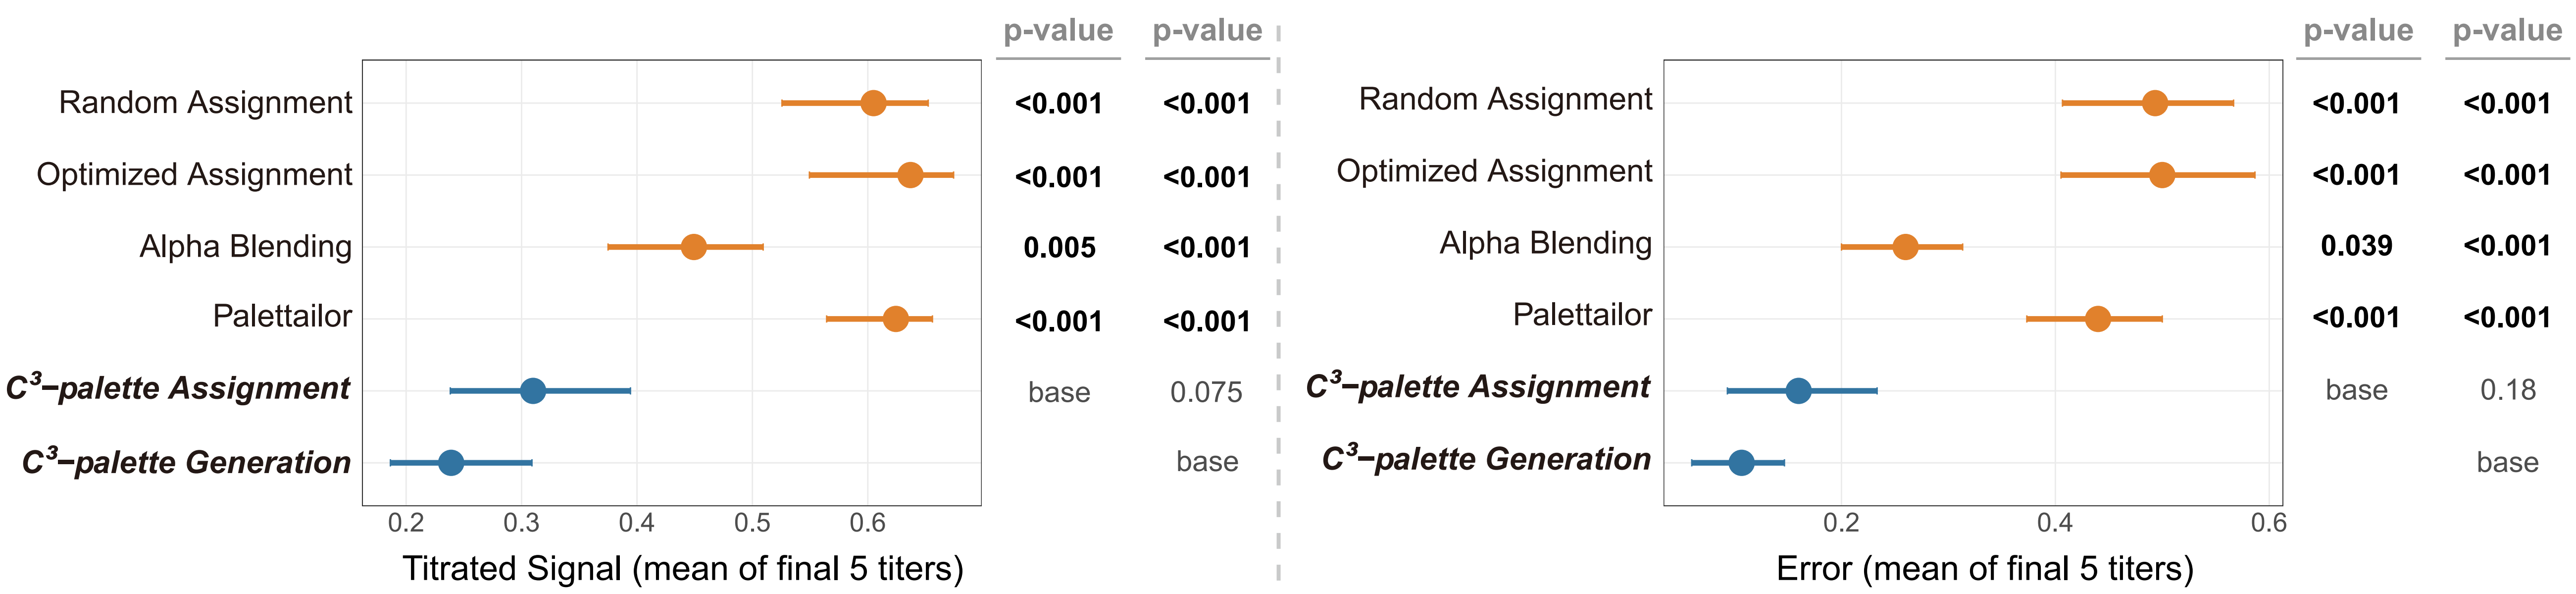 p-value p-value
Random Assignment <0.001 <0.001
Optimized Assignment <0.001 <0.001
Alpha Blending 0.005 <0.001
Palettailor <0.001 <0.001
C³−palette Assignment base 0.075
C³−palette Generation base
0.2 0.3 0.4 0.5 0.6
Titrated Signal (mean of final 5 titers)
p-value p-value
Random Assignment <0.001 <0.001
Optimized Assignment <0.001 <0.001
Alpha Blending 0.039 <0.001
Palettailor <0.001 <0.001
C³−palette Assignment base 0.18
C³−palette Generation base
0.2 0.4 0.6
Error (mean of final 5 titers)